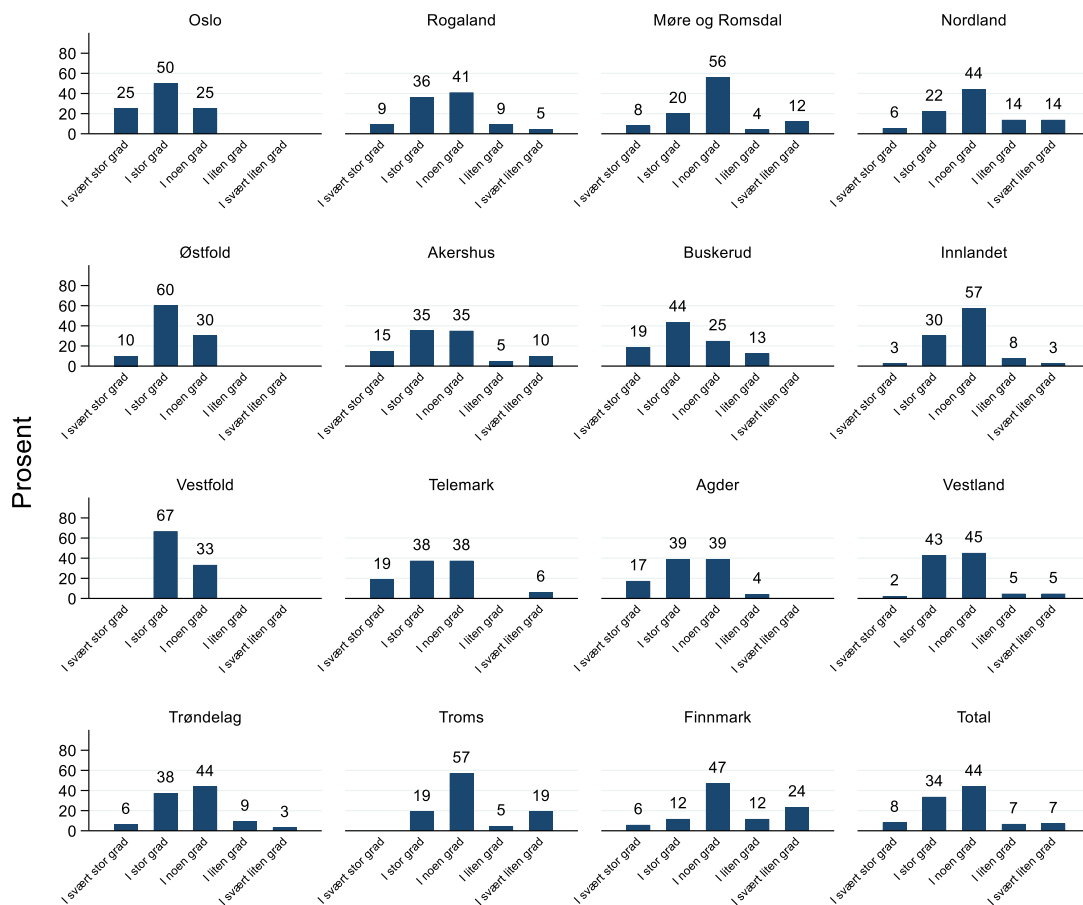 Prosent
Oslo
Rogaland
Møre og Romsdal
Nordland
80
60
40
20
0
25
50
25
9
36
41
9
5
8
20
56
4
12
6
22
44
14
14
I svært stor grad
I stor grad
I noen grad
I liten grad
I svært liten grad
I svært stor grad
I stor grad
I noen grad
I liten grad
I svært liten grad
I svært stor grad
I stor grad
I noen grad
I liten grad
I svært liten grad
I svært stor grad
I stor grad
I noen grad
I liten grad
I svært liten grad
Østfold
Akershus
Buskerud
Innlandet
80
60
40
20
0
10
60
30
15
35
35
5
10
19
44
25
13
3
30
57
8
3
I svært stor grad
I stor grad
I noen grad
I liten grad
I svært liten grad
I svært stor grad
I stor grad
I noen grad
I liten grad
I svært liten grad
I svært stor grad
I stor grad
I noen grad
I liten grad
I svært liten grad
I svært stor grad
I stor grad
I noen grad
I liten grad
I svært liten grad
Vestfold
Telemark
Agder
Vestland
80
60
40
20
0
67
33
19
38
38
6
17
39
39
4
2
43
45
5
5
I svært stor grad
I stor grad
I noen grad
I liten grad
I svært liten grad
I svært stor grad
I stor grad
I noen grad
I liten grad
I svært liten grad
I svært stor grad
I stor grad
I noen grad
I liten grad
I svært liten grad
I svært stor grad
I stor grad
I noen grad
I liten grad
I svært liten grad
Trøndelag
Troms
Finnmark
Total
80
60
40
20
0
6
38
44
9
3
19
57
5
19
6
12
47
12
24
8
34
44
7
7
I svært stor grad
I stor grad
I noen grad
I liten grad
I svært liten grad
I svært stor grad
I stor grad
I noen grad
I liten grad
I svært liten grad
I svært stor grad
I stor grad
I noen grad
I liten grad
I svært liten grad
I svært stor grad
I stor grad
I noen grad
I liten grad
I svært liten grad